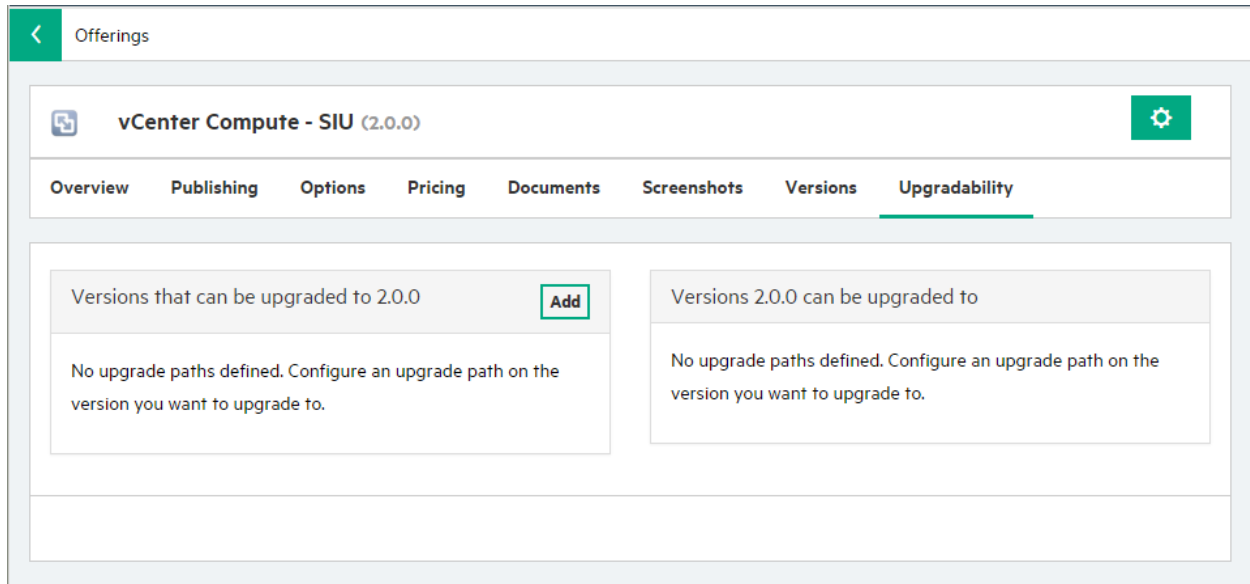 Offerings
vCenter Compute - SIU (2.0.0)
Overview Publishing Options Pricing Documents Screenshots Versions Upgradability
Versions that can be upgraded to 2.0.0 Add
No upgrade paths defined. Configure an upgrade path on the
version you want to upgrade to.
Versions 2.0.0 can be upgraded to
No upgrade paths defined. Configure an upgrade path on the
version you want to upgrade to.